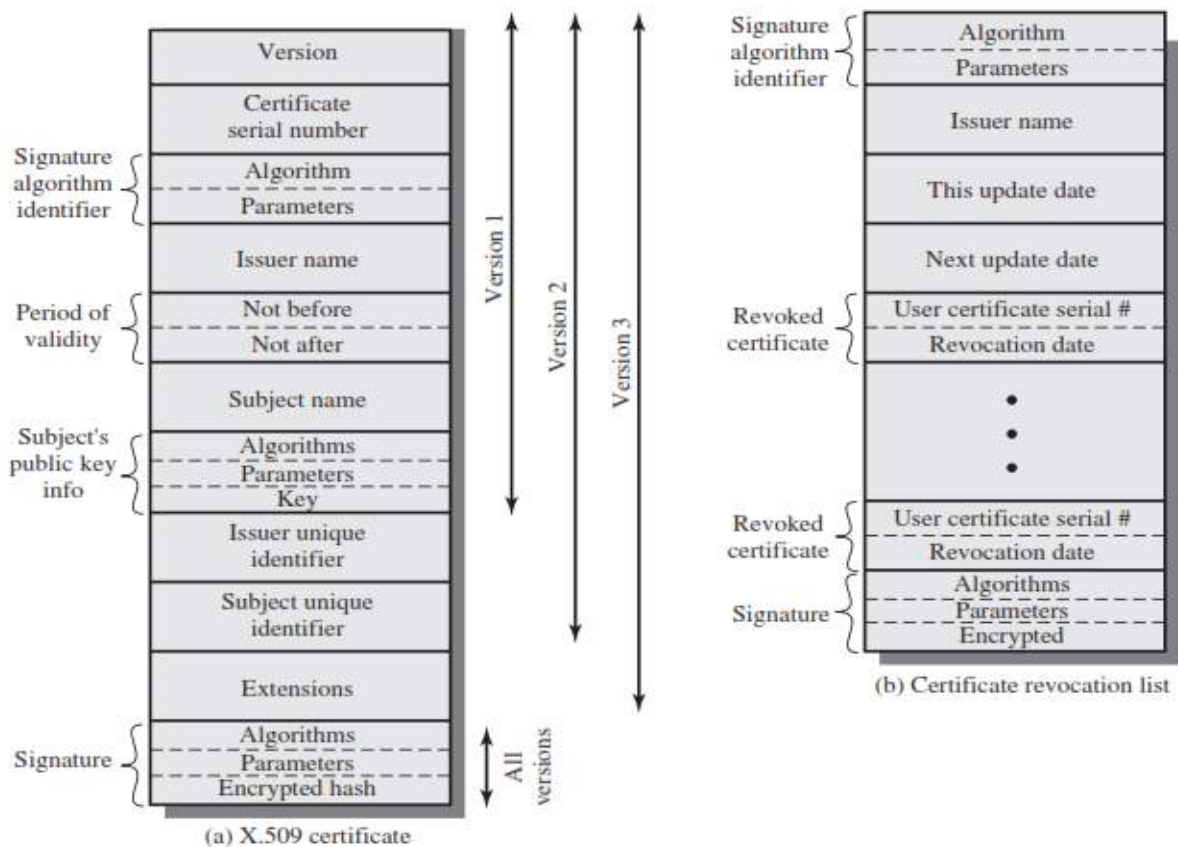 Version
Certificate
serial number
Signature
algorithm
identifier
Algorithm
Parameters
Issuer name
Period of
validity
Not before
Not after
Subject name
Subject's
public key
info
Algorithms
Parameters
Key
Issuer unique
identifier
Subject unique
identifier
Extensions
Signature
Algorithms
Parameters
Encrypted hash
Version 1
Version 2
Version 3
All
versions
(a) X.509 certificate
Signature
algorithm
identifier
Algorithm
Parameters
Issuer name
This update date
Next update date
Revoked
certificate
User certificate serial #
Revocation date
Revoked
certificate
User certificate serial #
Revocation date
Signature
Algorithms
Parameters
Encrypted
(b) Certificate revocation list